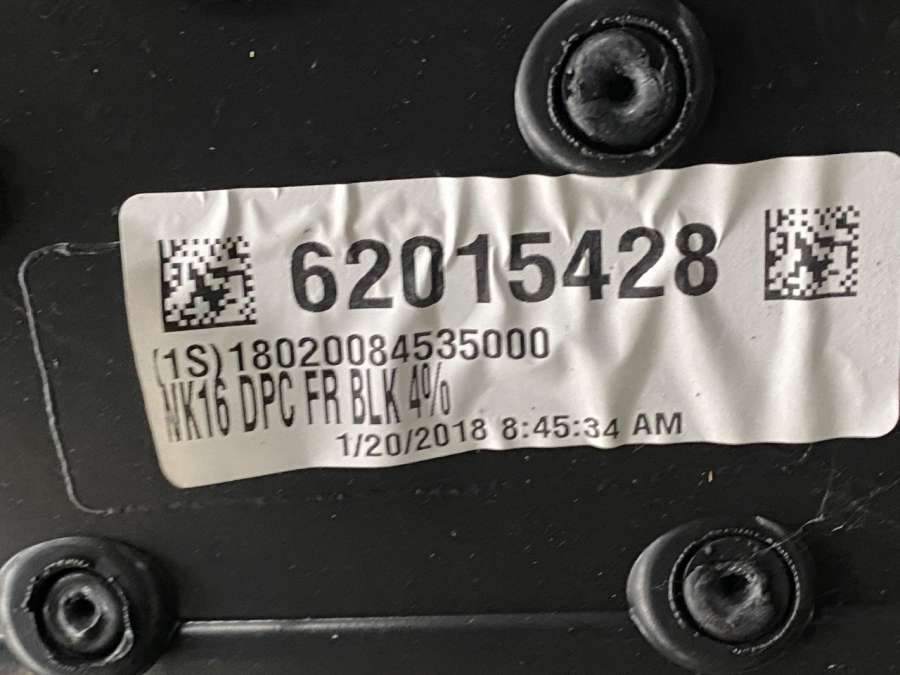 62015428
(1S)18020084535000
NK16 DPC FR BLK 4%
1/20/2018 8:45:34 AM